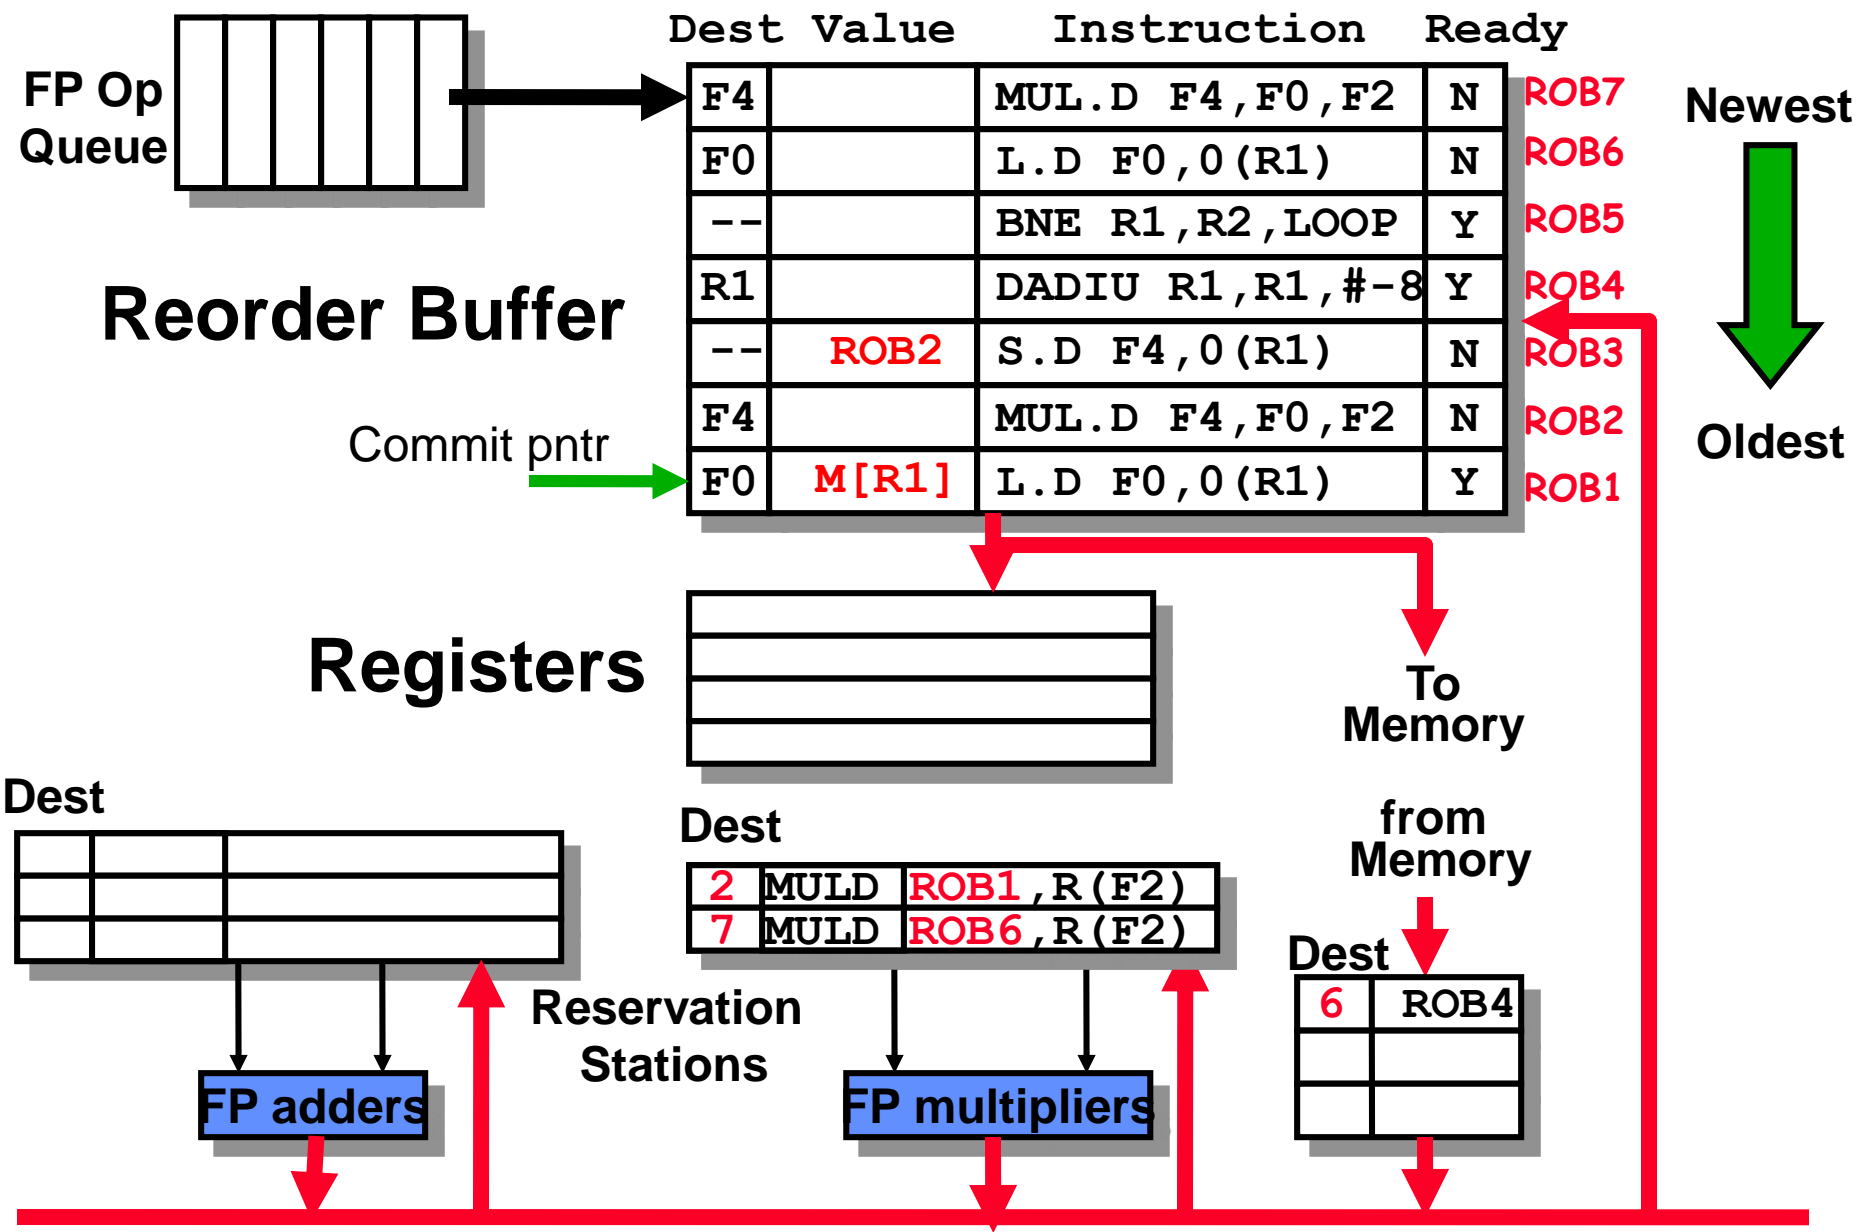 Dest Value Instruction Ready
FP Op
Queue
F4 MUL.D F4,F0,F2 N ROB7
F0 L.D F0,0(R1) N ROB6
-- BNE R1,R2,LOOP Y ROB5
R1 DADIU R1,R1,#-8 Y ROB4
-- ROB2 S.D F4,0(R1) N ROB3
F4 MUL.D F4,F0,F2 N ROB2
F0 M[R1] L.D F0,0(R1) Y ROB1
Newest
Oldest
Reorder Buffer
Commit pntr
Registers
To
Memory
from
Memory
Dest
Dest
2 MULD ROB1,R(F2)
7 MULD ROB6,R(F2)
Dest
6 ROB4
Reservation
Stations
FP adders
FP multipliers